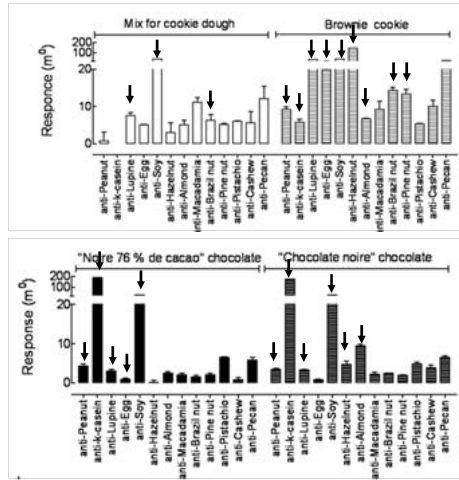 Mix for cookie dough
Brownie cookie
Responce (m⁰)
200
100
20
10
0
anti-Peanut
anti-k-casein
anti-Lupine
anti-Egg
anti-Soy
anti-Hazelnut
anti-Almond
anti-Macadamia
anti-Brazil nut
anti-Pine nut
anti-Pistachio
anti-Cashew
anti-Pecan
anti-Peanut
anti-k-casein
anti-Lupine
anti-Egg
anti-Soy
anti-Hazelnut
anti-Almond
anti-Macadamia
anti-Brazil nut
anti-Pine nut
anti-Pistachio
anti-Cashew
anti-Pecan
"Noire 76 % de cacao" chocolate
"Chocolate noire" chocolate
Response (m⁰)
200
100
20
10
0
anti-Peanut
anti-k-casein
anti-Lupine
anti-Egg
anti-Soy
anti-Hazelnut
anti-Almond
anti-Macadamia
anti-Brazil nut
anti-Pine nut
anti-Pistachio
anti-Cashew
anti-Pecan
anti-Peanut
anti-k-casein
anti-Lupine
anti-Egg
anti-Soy
anti-Hazelnut
anti-Almond
anti-Macadamia
anti-Brazil nut
anti-Pine nut
anti-Pistachio
anti-Cashew
anti-Pecan